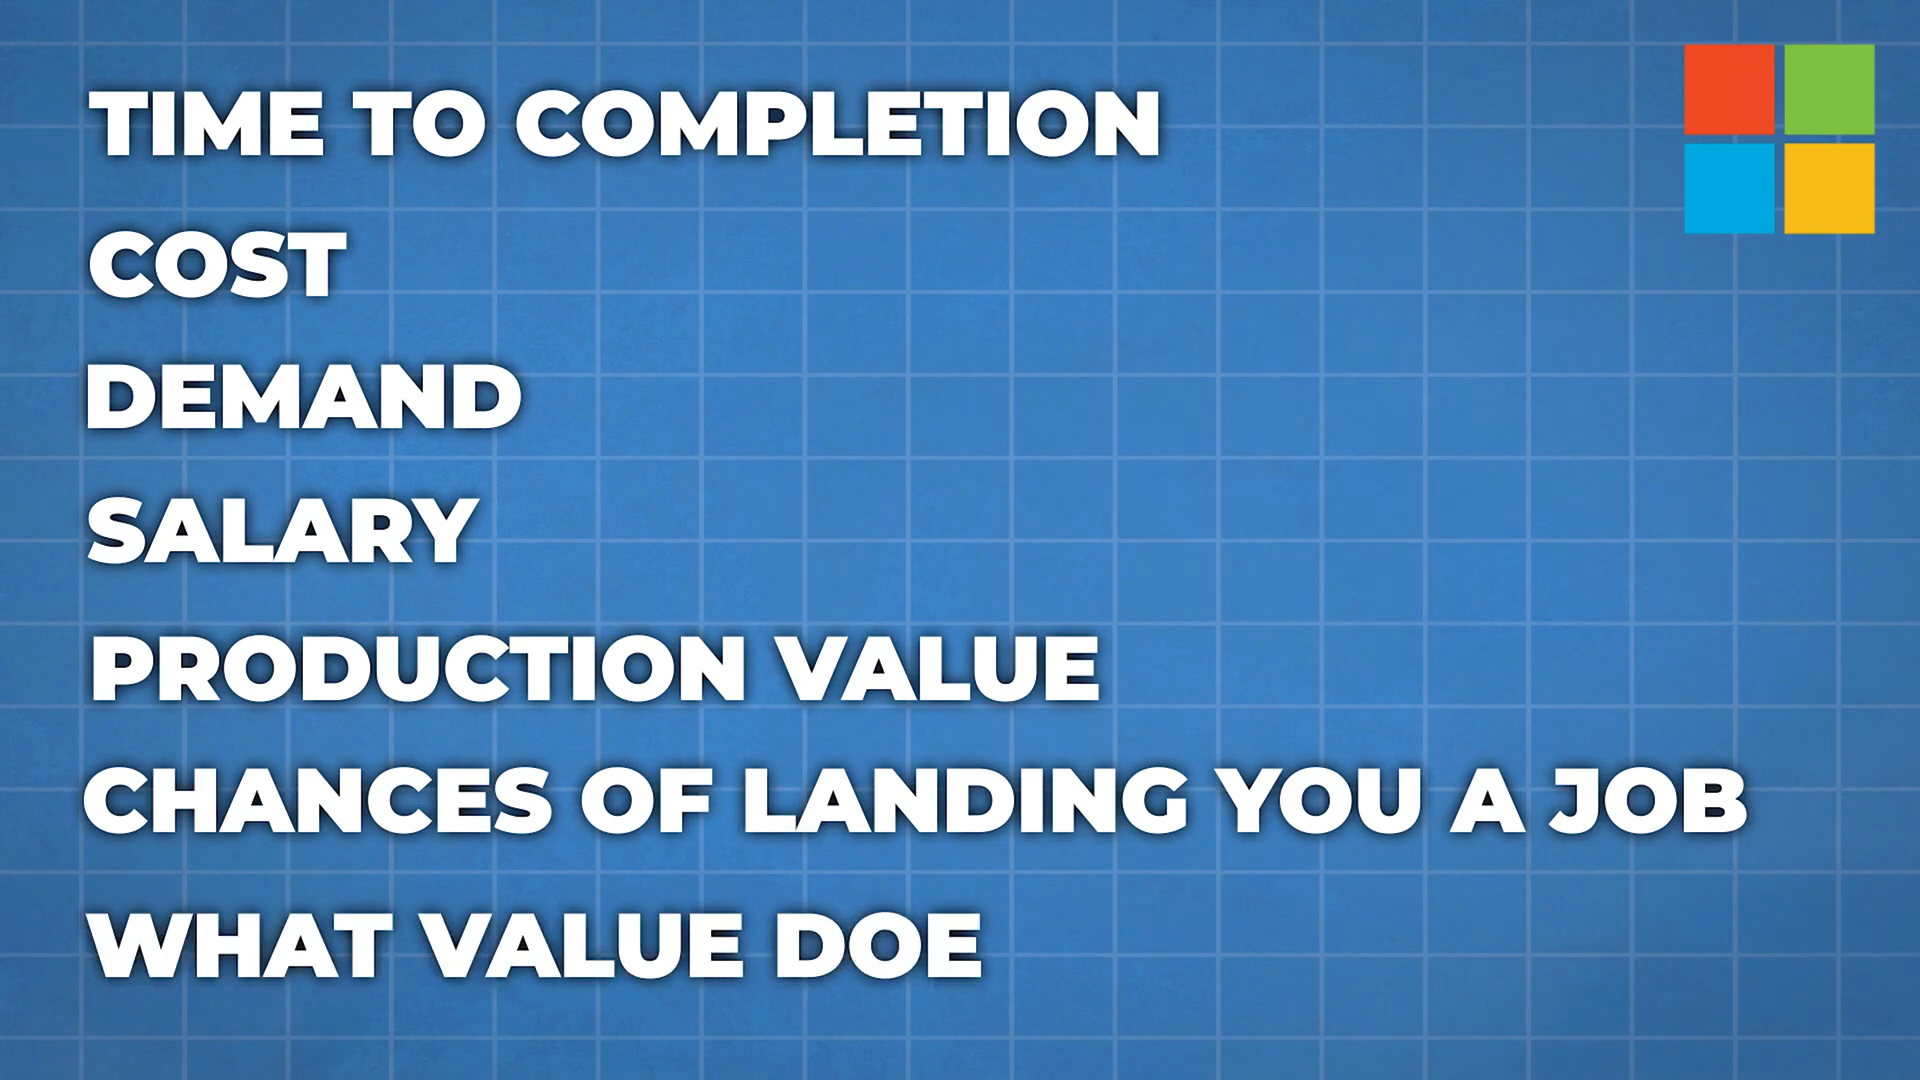 TIME TO COMPLETION
COST
DEMAND
SALARY
PRODUCTION VALUE
CHANCES OF LANDING YOU A JOB
WHAT VALUE DOE